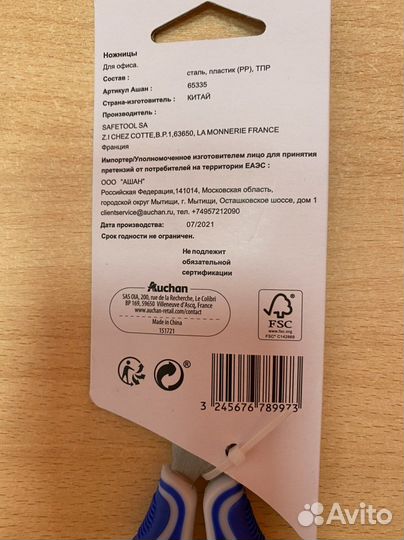 Ножницы
Для офиса.
Состав : сталь, пластик (PP), ТПР
Артикул Ашан : 65335
Страна-изготовитель : КИТАЙ
Производитель :
SAFETOOL SA
Z.I CHEZ COTTE,B.P.1,63650, LA MONNERIE FRANCE
Франция
Импортер/Уполномоченное изготовителем лицо для принятия
претензий от потребителей на территории ЕАЭС :
ООО "АШАН"
Российская Федерация,141014, Московская область,
городской округ Мытищи, г. Мытищи, Осташковское шоссе, дом 1
clientservice@auchan.ru, тел. +74957212090
Дата производства : 07/2021
Срок годности не ограничен.
Не подлежит
обязательной
сертификации
Auchan
SAS OIA, 200, rue de la Recherche, Le Colibri
BP 169, 59650 Villeneuve d'Ascq, France
www.auchan-retail.com/contact
Made in China
151721
FSC
www.fsc.org
FSC® C142868
3 245676 789973
Avito